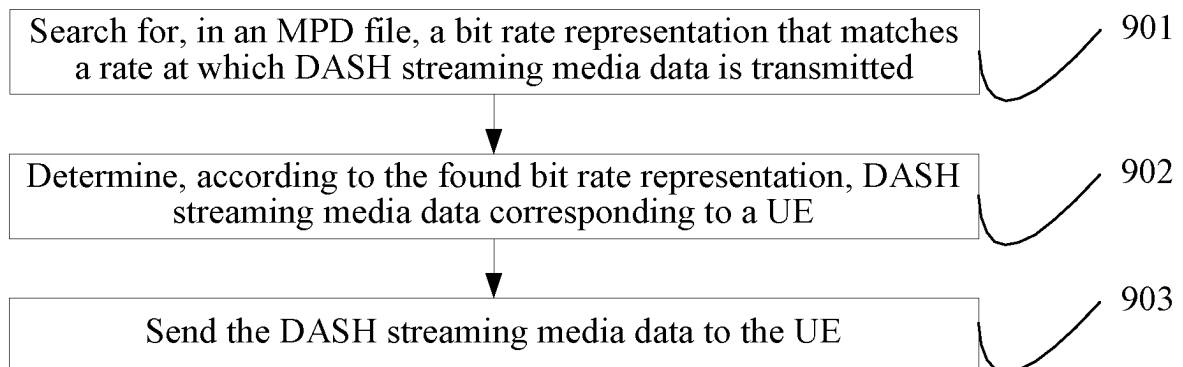 Search for, in an MPD file, a bit rate representation that matches
a rate at which DASH streaming media data is transmitted
901
Determine, according to the found bit rate representation, DASH
streaming media data corresponding to a UE
902
Send the DASH streaming media data to the UE
903